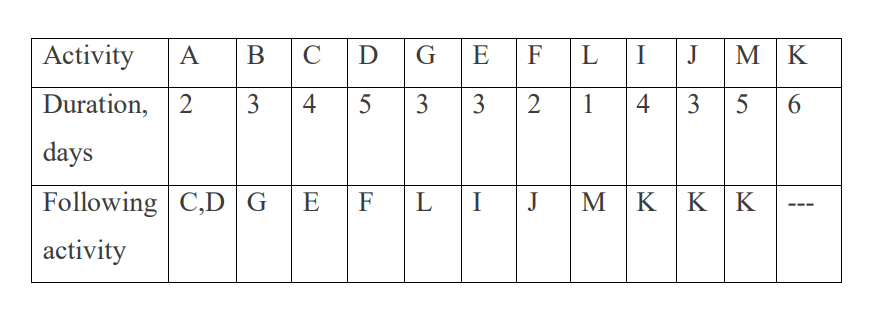 Activity A B C D G E F L I J M K
Duration, 2 3 4 5 3 3 2 1 4 3 5 6
days
Following C,D G E F L I J M K K K ---
activity